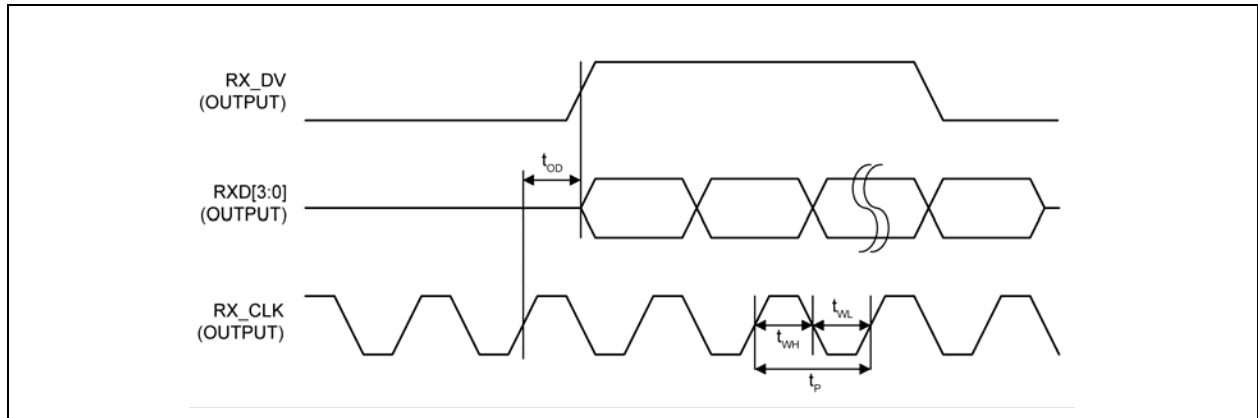 RX_DV
(OUTPUT)
t_OD
RXD[3:0]
(OUTPUT)
RX_CLK
(OUTPUT)
t_WH
t_WL
t_P